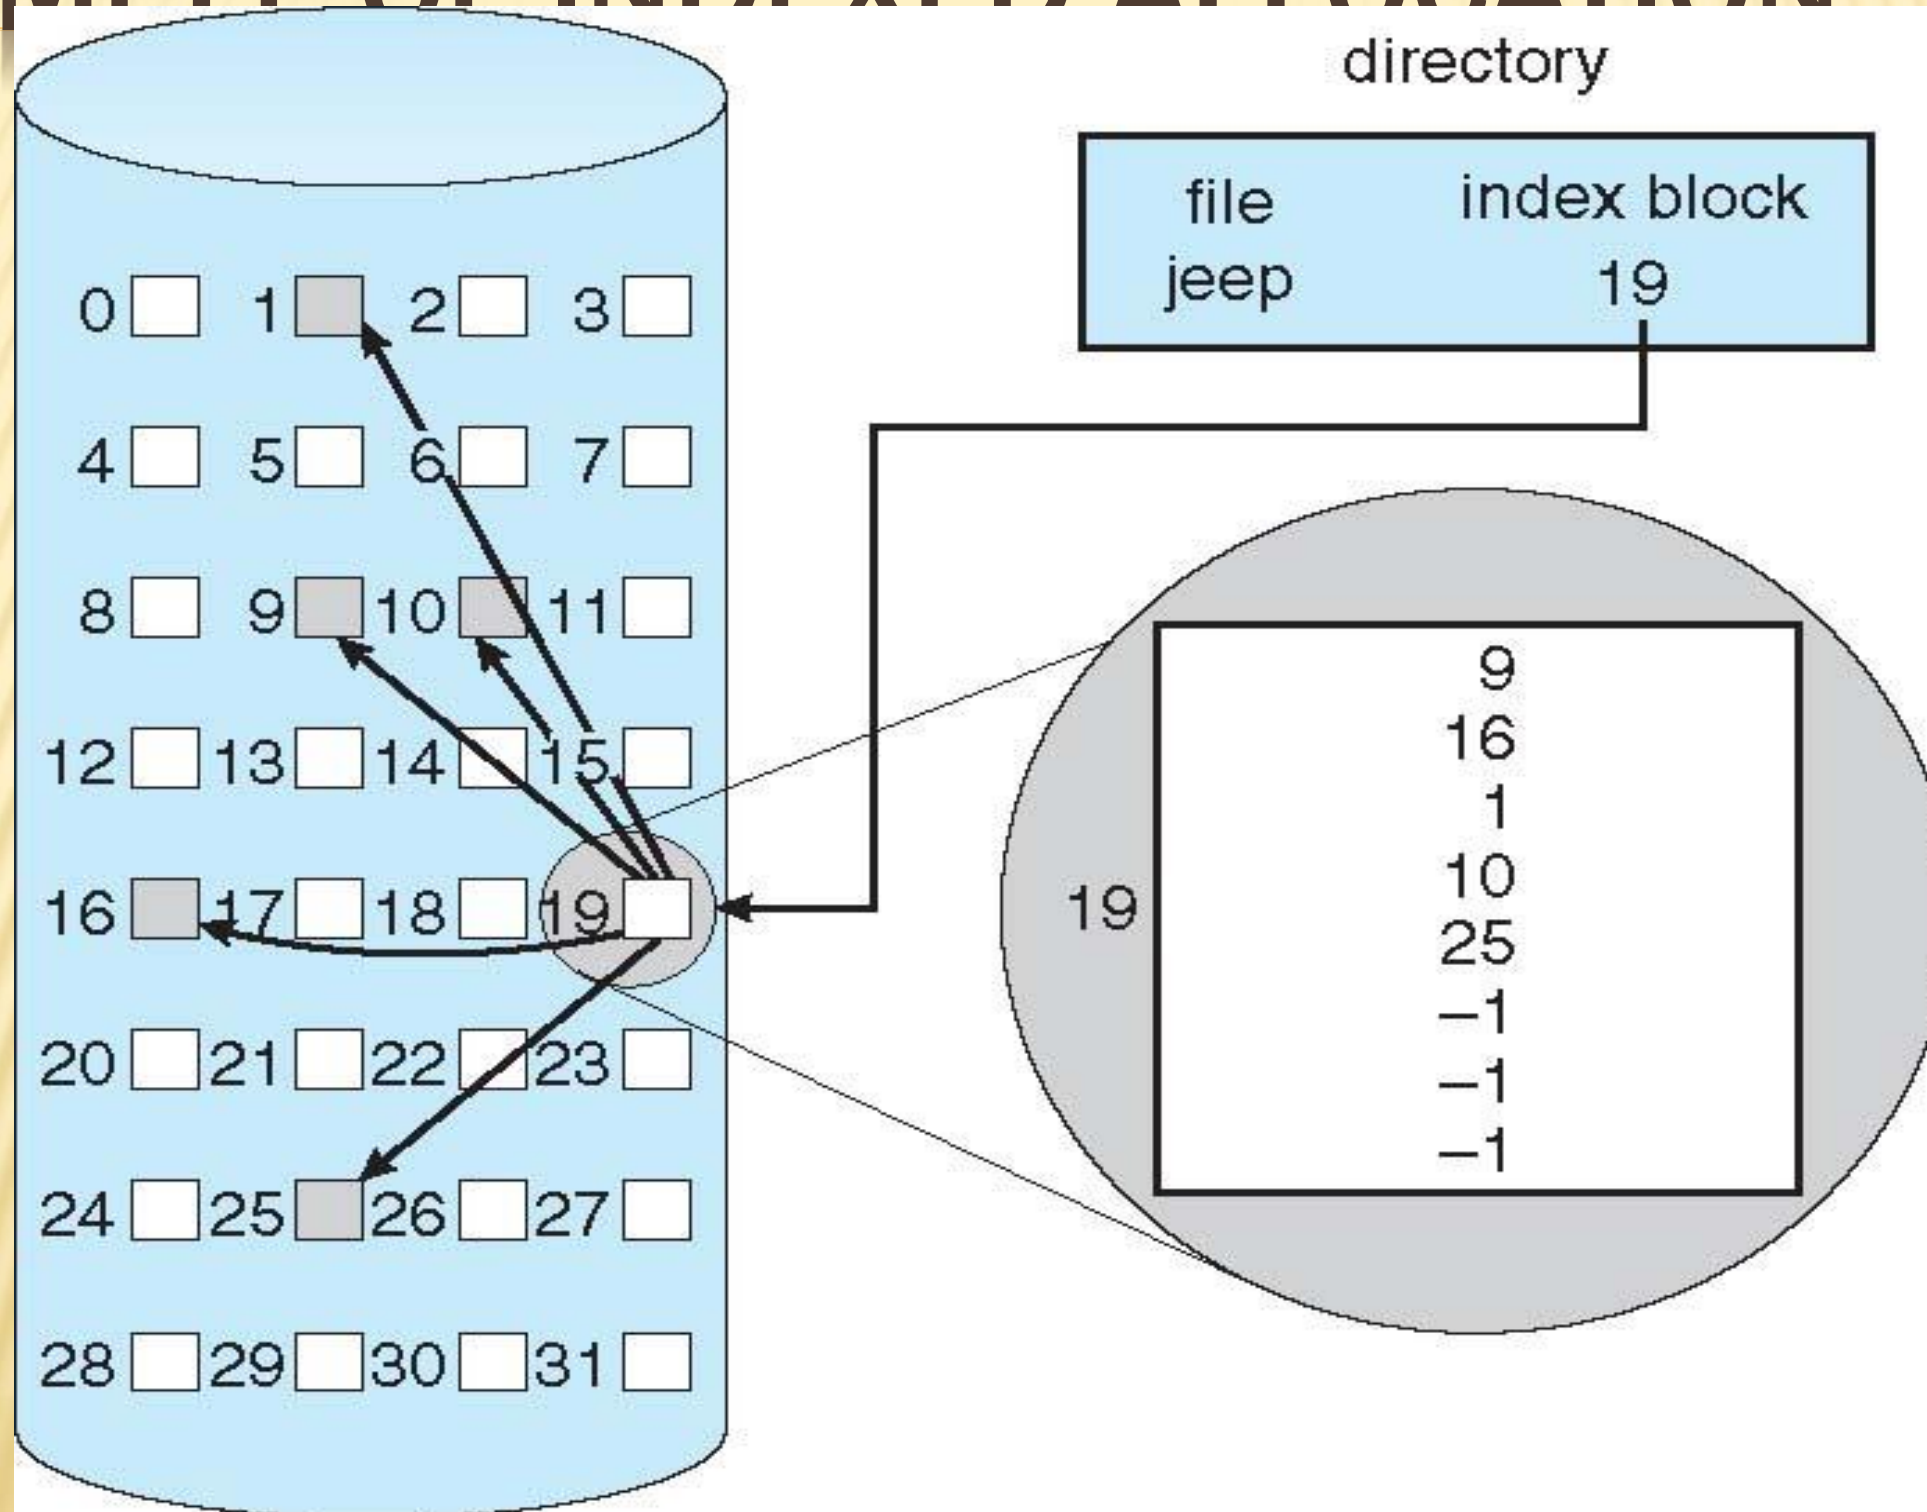 directory
file index block
jeep 19
0 1 2 3
4 5 6 7
8 9 10 11
12 13 14 15
16 17 18 19
20 21 22 23
24 25 26 27
28 29 30 31
19
9
16
1
10
25
–1
–1
–1